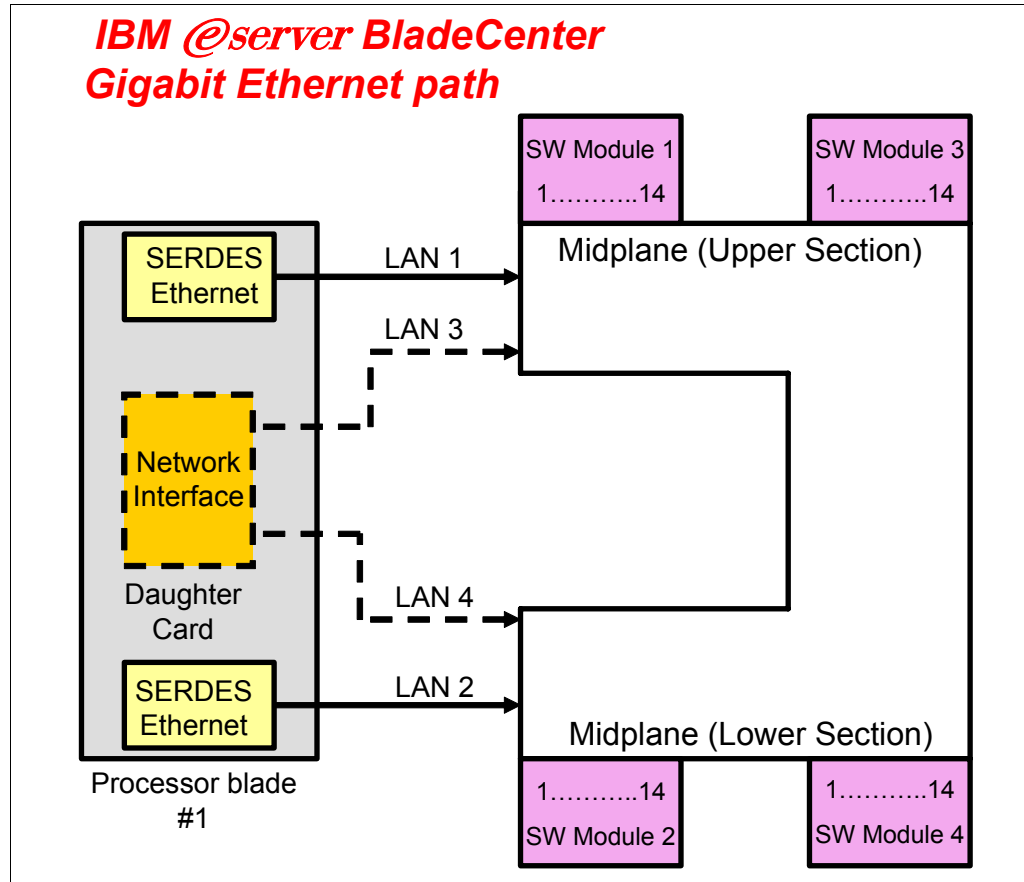 IBM @server BladeCenter
Gigabit Ethernet path
SW Module 1
1………..14
SW Module 3
1………..14
SERDES
Ethernet
LAN 1
Midplane (Upper Section)
LAN 3
Network
Interface
Daughter
Card
LAN 4
SERDES
Ethernet
LAN 2
Midplane (Lower Section)
Processor blade
#1
1………..14
SW Module 2
1………..14
SW Module 4